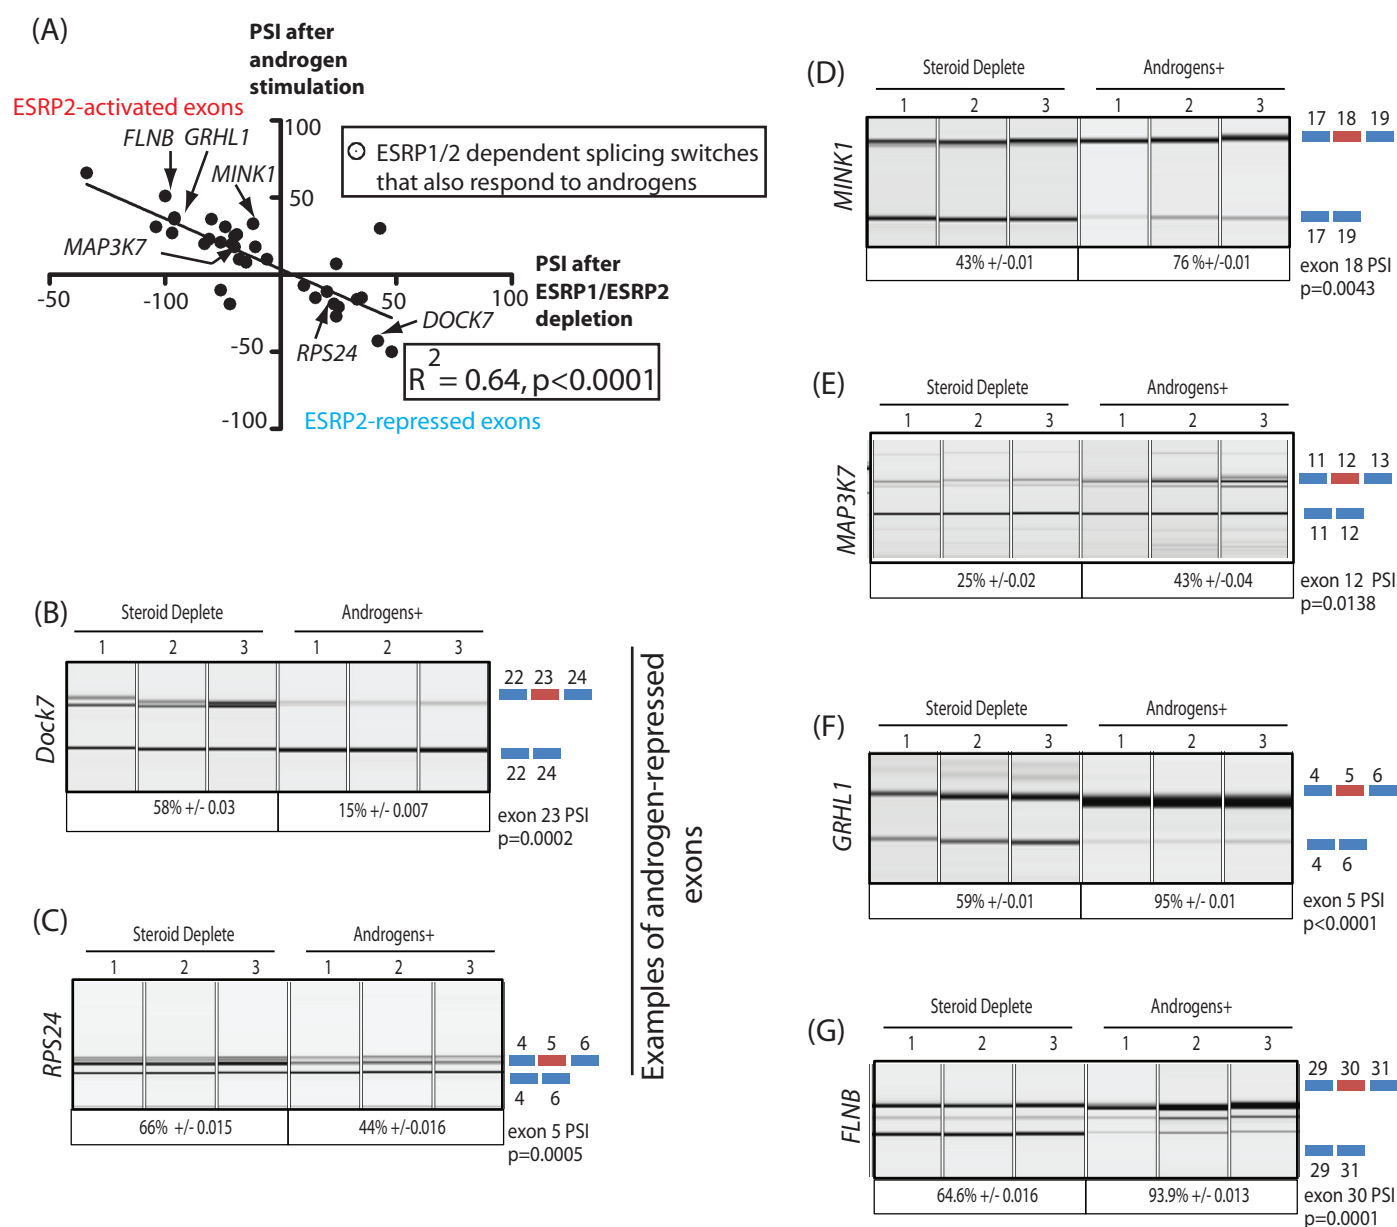 (A)
PSI after
androgen
stimulation
ESRP2-activated exons
FLNB GRHL1
MINK1
MAP3K7
100
50
-50 -100 50 100
-50
-100
ESRP1/2 dependent splicing switches
that also respond to androgens
PSI after
ESRP1/ESRP2
depletion
DOCK7
RPS24
R2 = 0.64, p<0.0001
ESRP2-repressed exons
(B)
Steroid Deplete Androgens+
1 2 3 1 2 3
Dock7
22 23 24
22 24
58% +/- 0.03 15% +/- 0.007
exon 23 PSI
p=0.0002
(C)
Steroid Deplete Androgens+
1 2 3 1 2 3
RPS24
4 5 6
4 6
66% +/- 0.015 44% +/-0.016
exon 5 PSI
p=0.0005
Examples of androgen-repressed
exons
(D)
Steroid Deplete Androgens+
1 2 3 1 2 3
MINK1
17 18 19
17 19
43% +/-0.01 76 %+/-0.01
exon 18 PSI
p=0.0043
(E)
Steroid Deplete Androgens+
1 2 3 1 2 3
MAP3K7
11 12 13
11 12
25% +/-0.02 43% +/-0.04
exon 12 PSI
p=0.0138
(F)
Steroid Deplete Androgens+
1 2 3 1 2 3
GRHL1
4 5 6
4 6
59% +/-0.01 95% +/- 0.01
exon 5 PSI
p<0.0001
(G)
Steroid Deplete Androgens+
1 2 3 1 2 3
FLNB
29 30 31
29 31
64.6% +/- 0.016 93.9% +/- 0.013
exon 30 PSI
p=0.0001